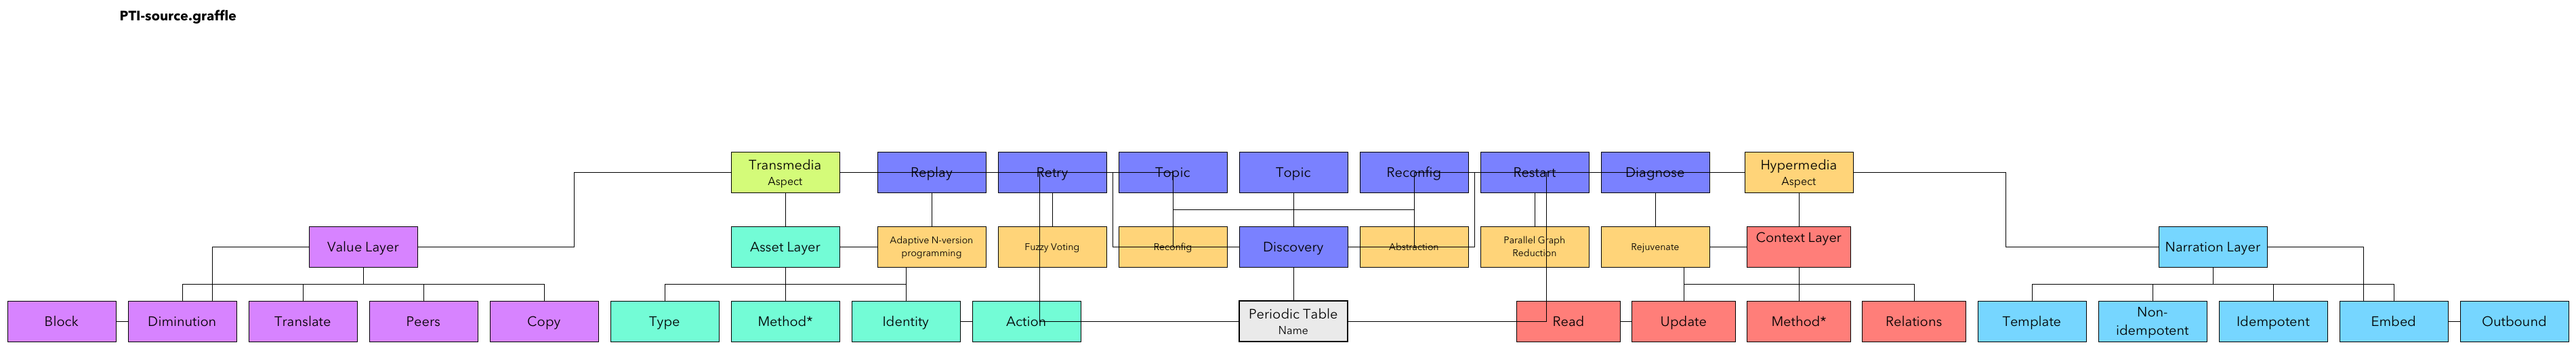 PTI-source.graffle
Transmedia
Aspect
Replay
Retry
Topic
Topic
Reconfig
Restart
Diagnose
Hypermedia
Aspect
Value Layer
Asset Layer
Adaptive N-version
programming
Fuzzy Voting
Reconfig
Discovery
Abstraction
Parallel Graph
Reduction
Rejuvenate
Context Layer
Narration Layer
Block
Diminution
Translate
Peers
Copy
Type
Method*
Identity
Action
Periodic Table
Name
Read
Update
Method*
Relations
Template
Non-
idempotent
Idempotent
Embed
Outbound